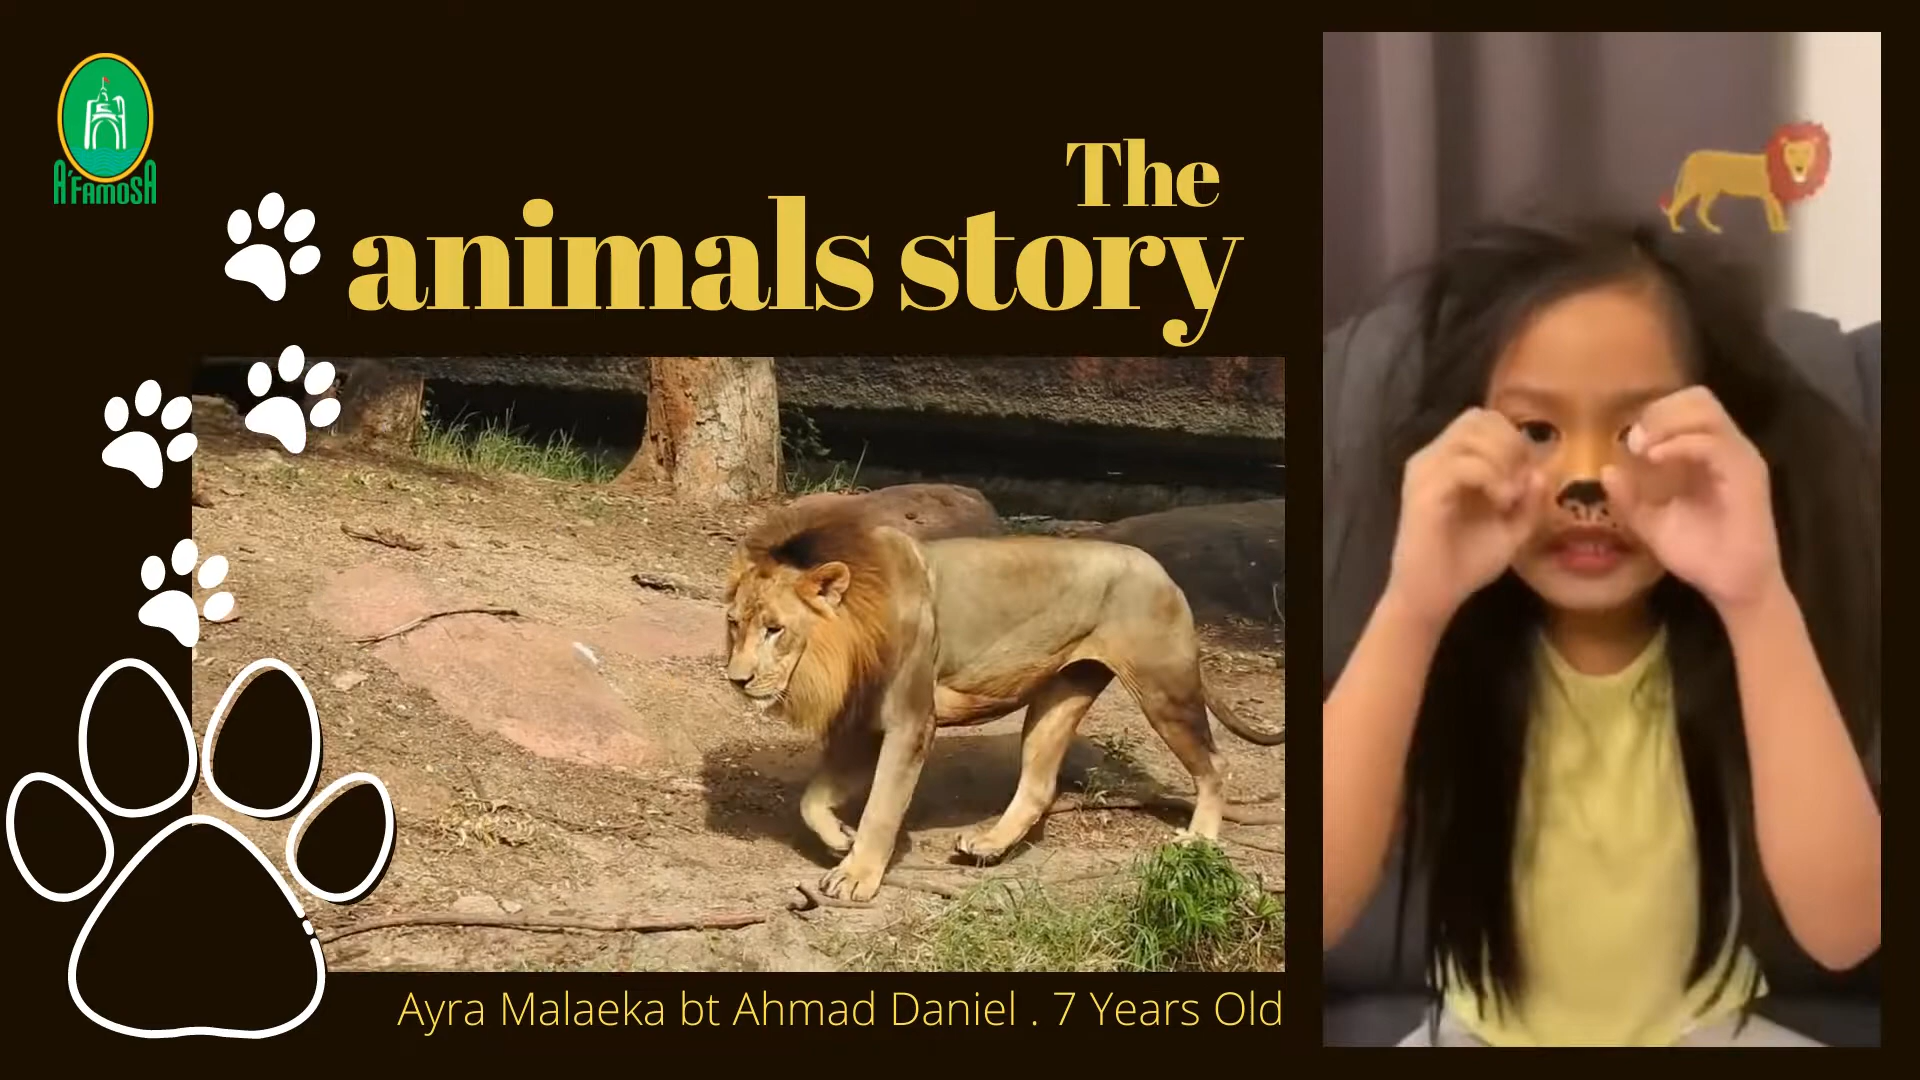 A'FAMOSA
The
animals story
Ayra Malaeka bt Ahmad Daniel . 7 Years Old